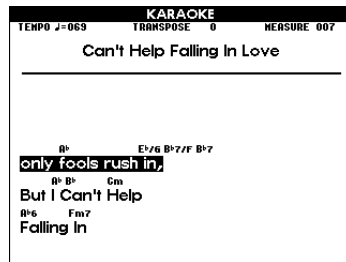 KARAOKE
TEMPO ♩=069 TRANSPOSE 0 MEASURE 007
Can't Help Falling In Love
A♭ E♭/G B♭7/F B♭7
only fools rush in,
A♭ B♭ Cm
But I Can't Help
A♭6 Fm7
Falling In